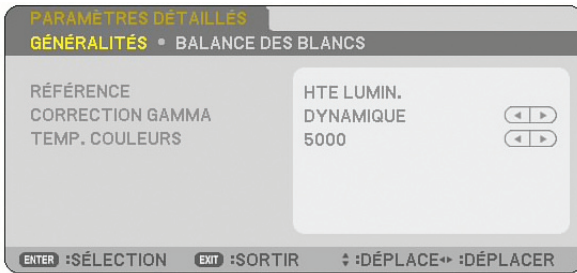 PARAMÈTRES DÉTAILLÉS
GÉNÉRALITÉS • BALANCE DES BLANCS
RÉFÉRENCE HTE LUMIN.
CORRECTION GAMMA DYNAMIQUE
TEMP. COULEURS 5000
ENTER :SÉLECTION EXIT :SORTIR :DÉPLACE :DÉPLACER